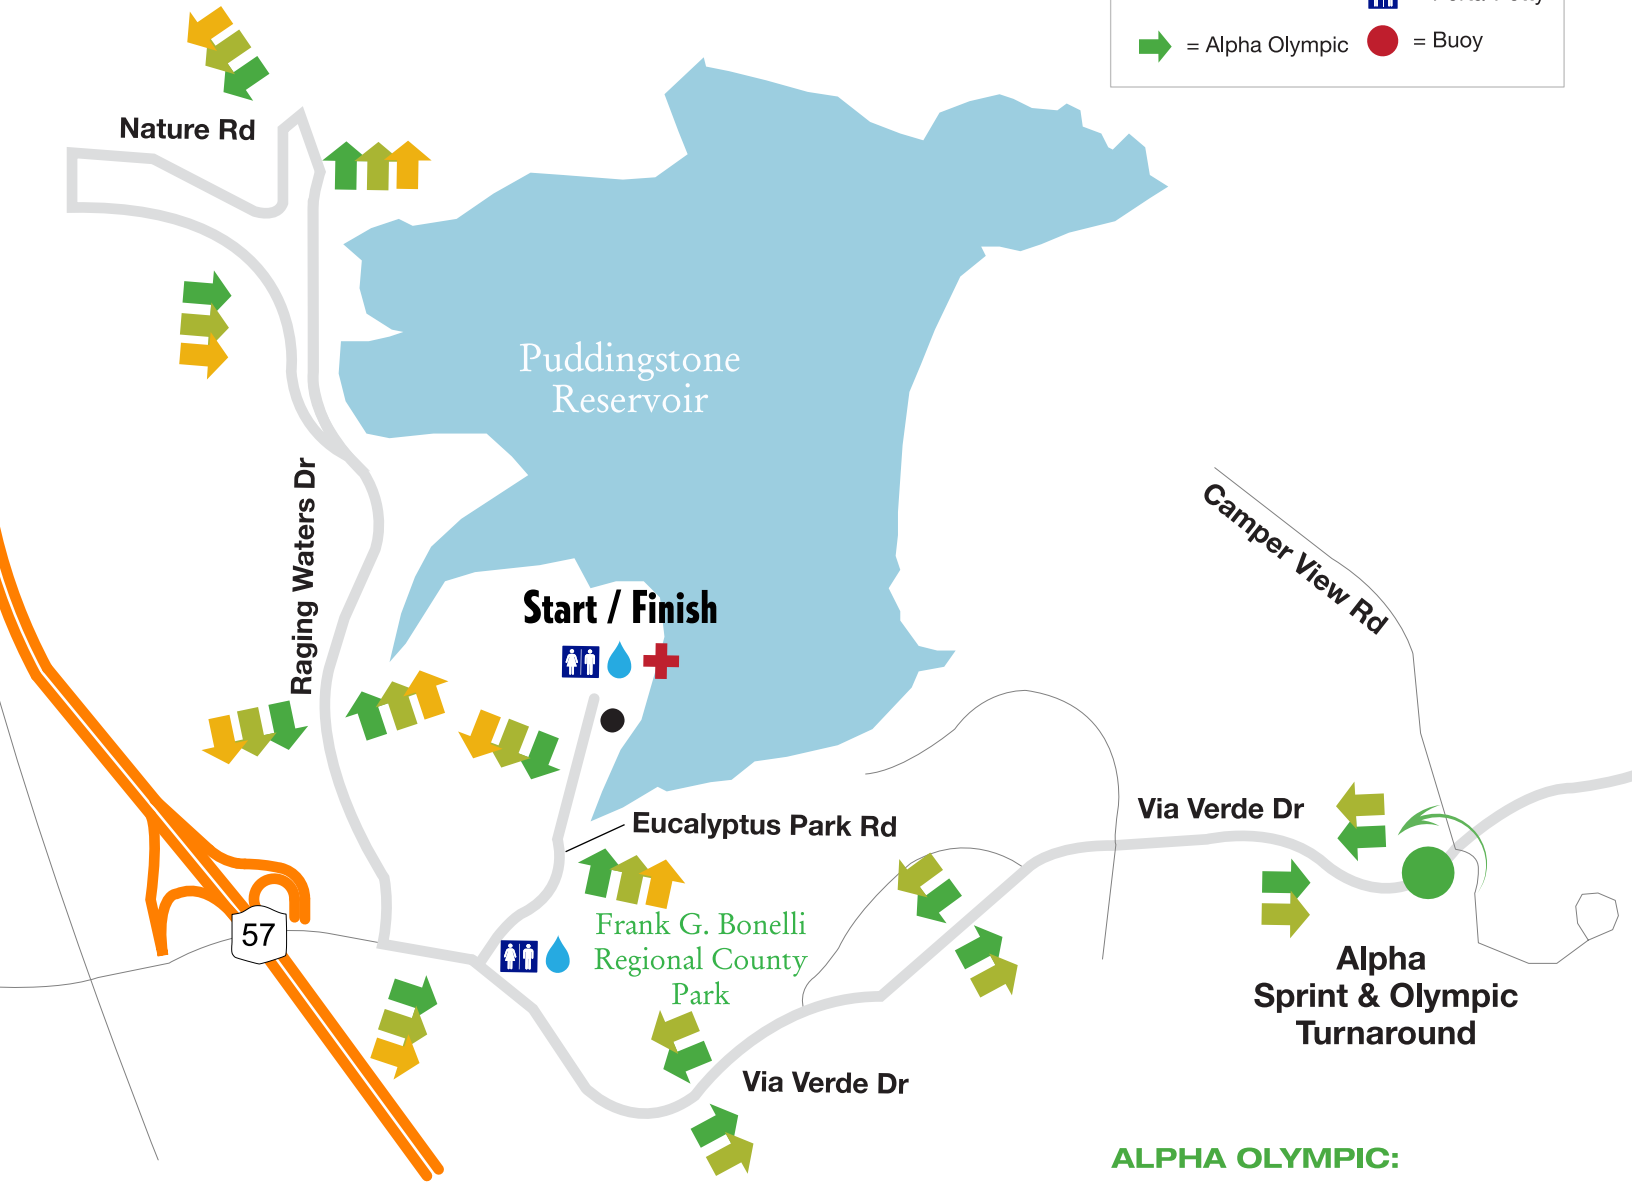 = Alpha Olympic
= Buoy
Nature Rd
Puddingstone
Reservoir
Raging Waters Dr
Camper View Rd
Start / Finish
Via Verde Dr
Eucalyptus Park Rd
57
Frank G. Bonelli
Regional County
Park
Alpha
Sprint & Olympic
Turnaround
Via Verde Dr
ALPHA OLYMPIC: